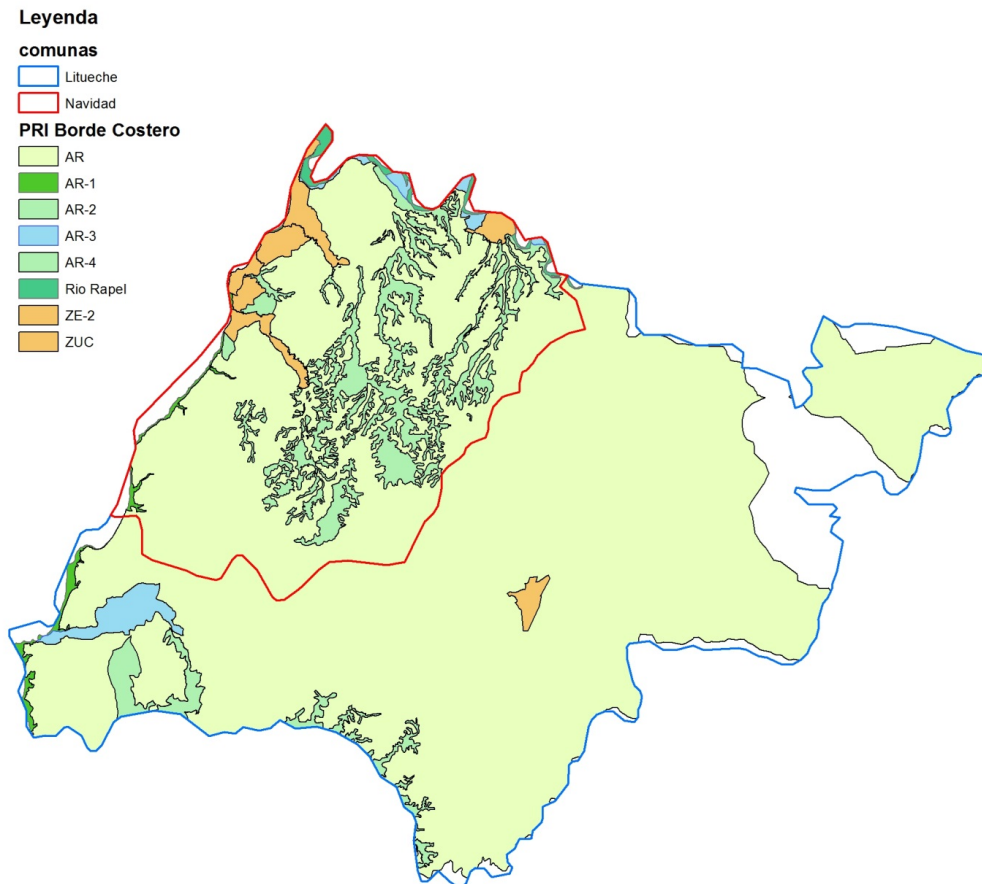 Leyenda
comunas
Litueche
Navidad
PRI Borde Costero
AR
AR-1
AR-2
AR-3
AR-4
Rio Rapel
ZE-2
ZUC